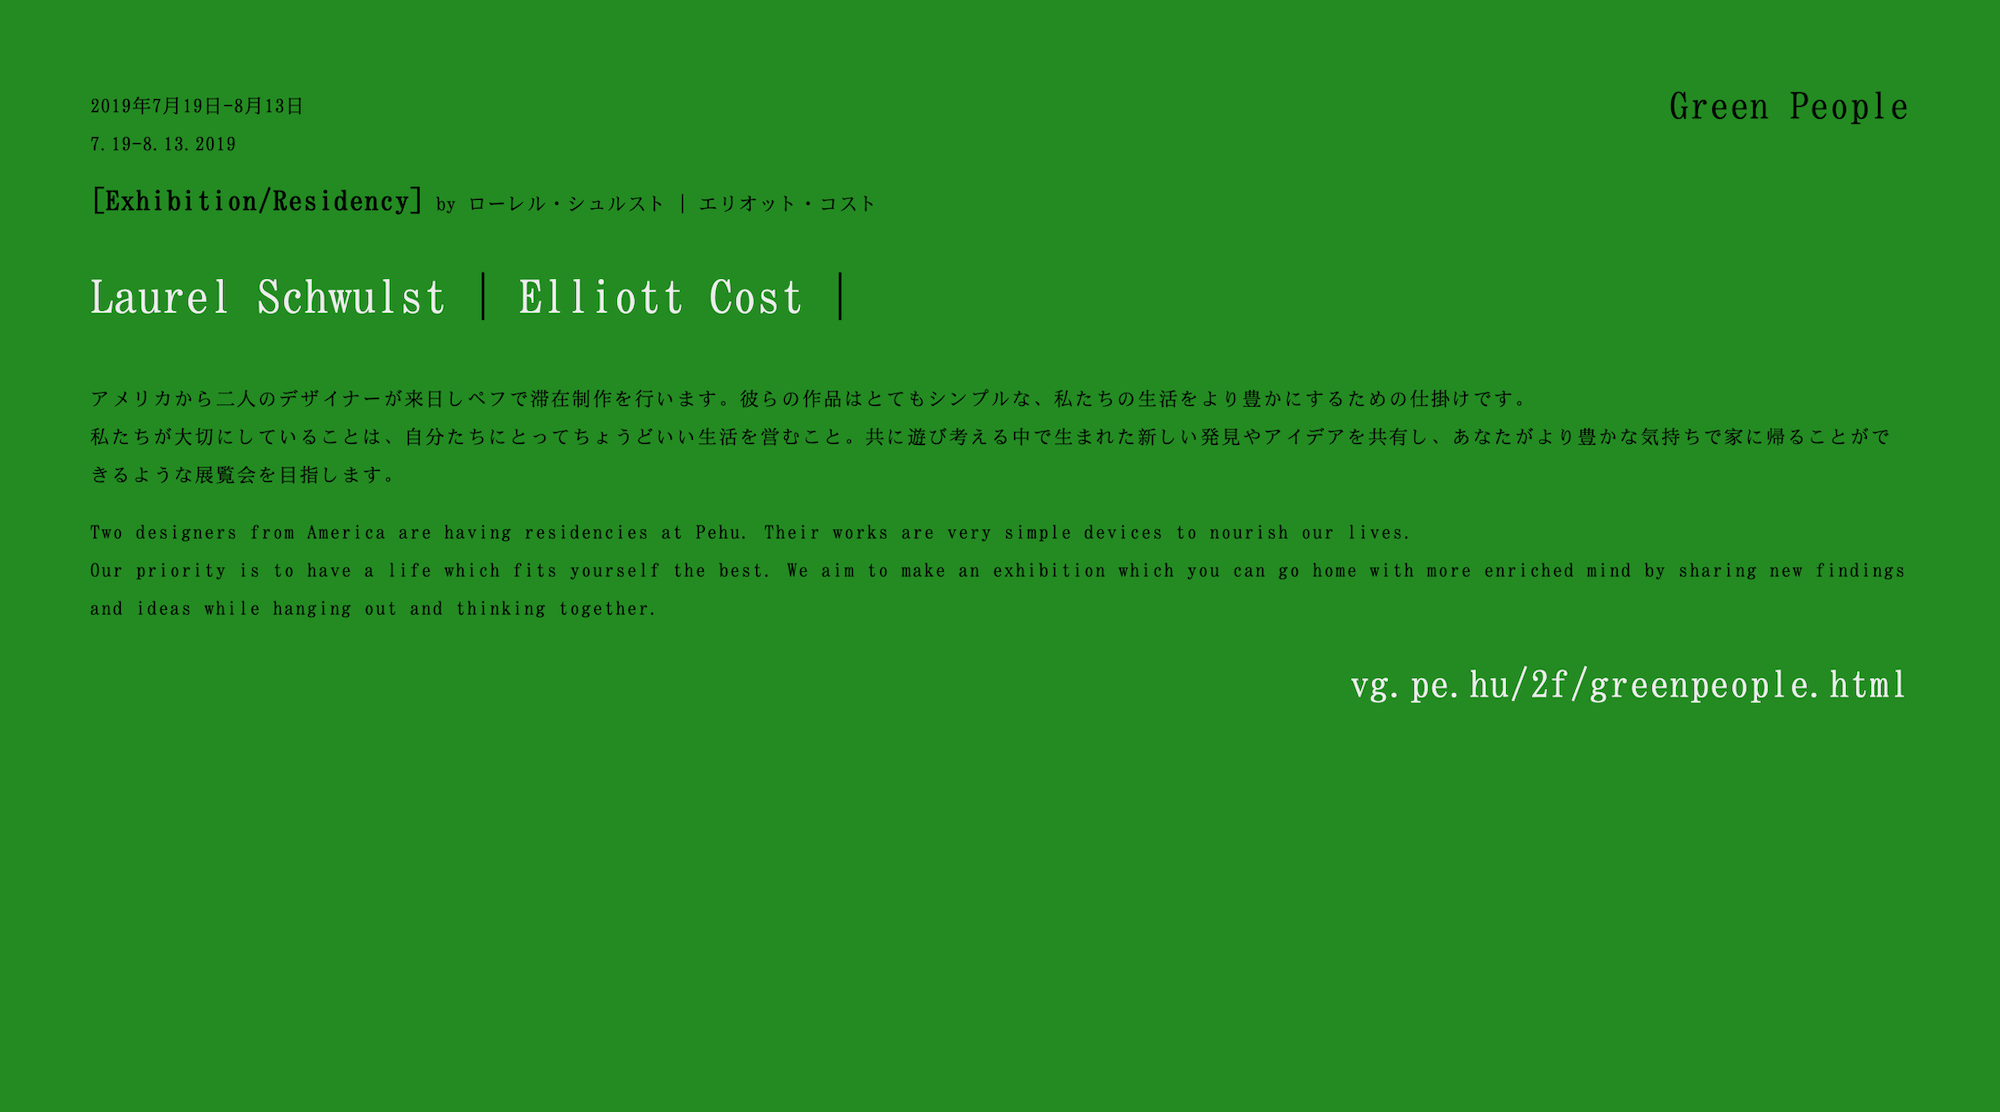 2019年7月19日-8月13日
Green People
7.19-8.13.2019
[Exhibition/Residency] by ローレル・シュルスト | エリオット・コスト
Laurel Schwulst | Elliott Cost |
アメリカから二人のデザイナーが来日しペフで滞在制作を行います。彼らの作品はとてもシンプルな、私たちの生活をより豊かにするための仕掛けです。
私たちが大切にしていることは、自分たちにとってちょうどいい生活を営むこと。共に遊び考える中で生まれた新しい発見やアイデアを共有し、あなたがより豊かな気持ちで家に帰ることがで
きるような展覧会を目指します。
Two designers from America are having residencies at Pehu. Their works are very simple devices to nourish our lives.
Our priority is to have a life which fits yourself the best. We aim to make an exhibition which you can go home with more enriched mind by sharing new findings
and ideas while hanging out and thinking together.
vg.pe.hu/2f/greenpeople.html